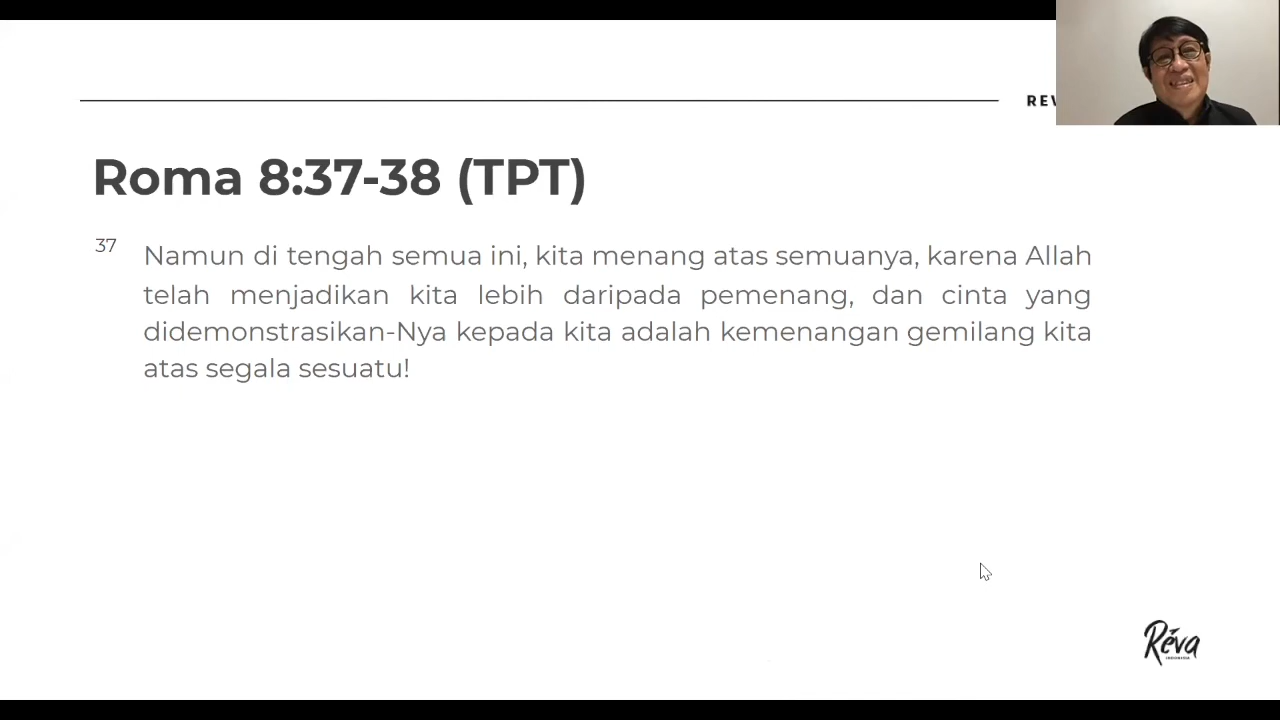 Roma 8:37-38 (TPT)
37 Namun di tengah semua ini, kita menang atas semuanya, karena Allah
telah menjadikan kita lebih daripada pemenang, dan cinta yang
didemonstrasikan-Nya kepada kita adalah kemenangan gemilang kita
atas segala sesuatu!
Réva
INDONESIA